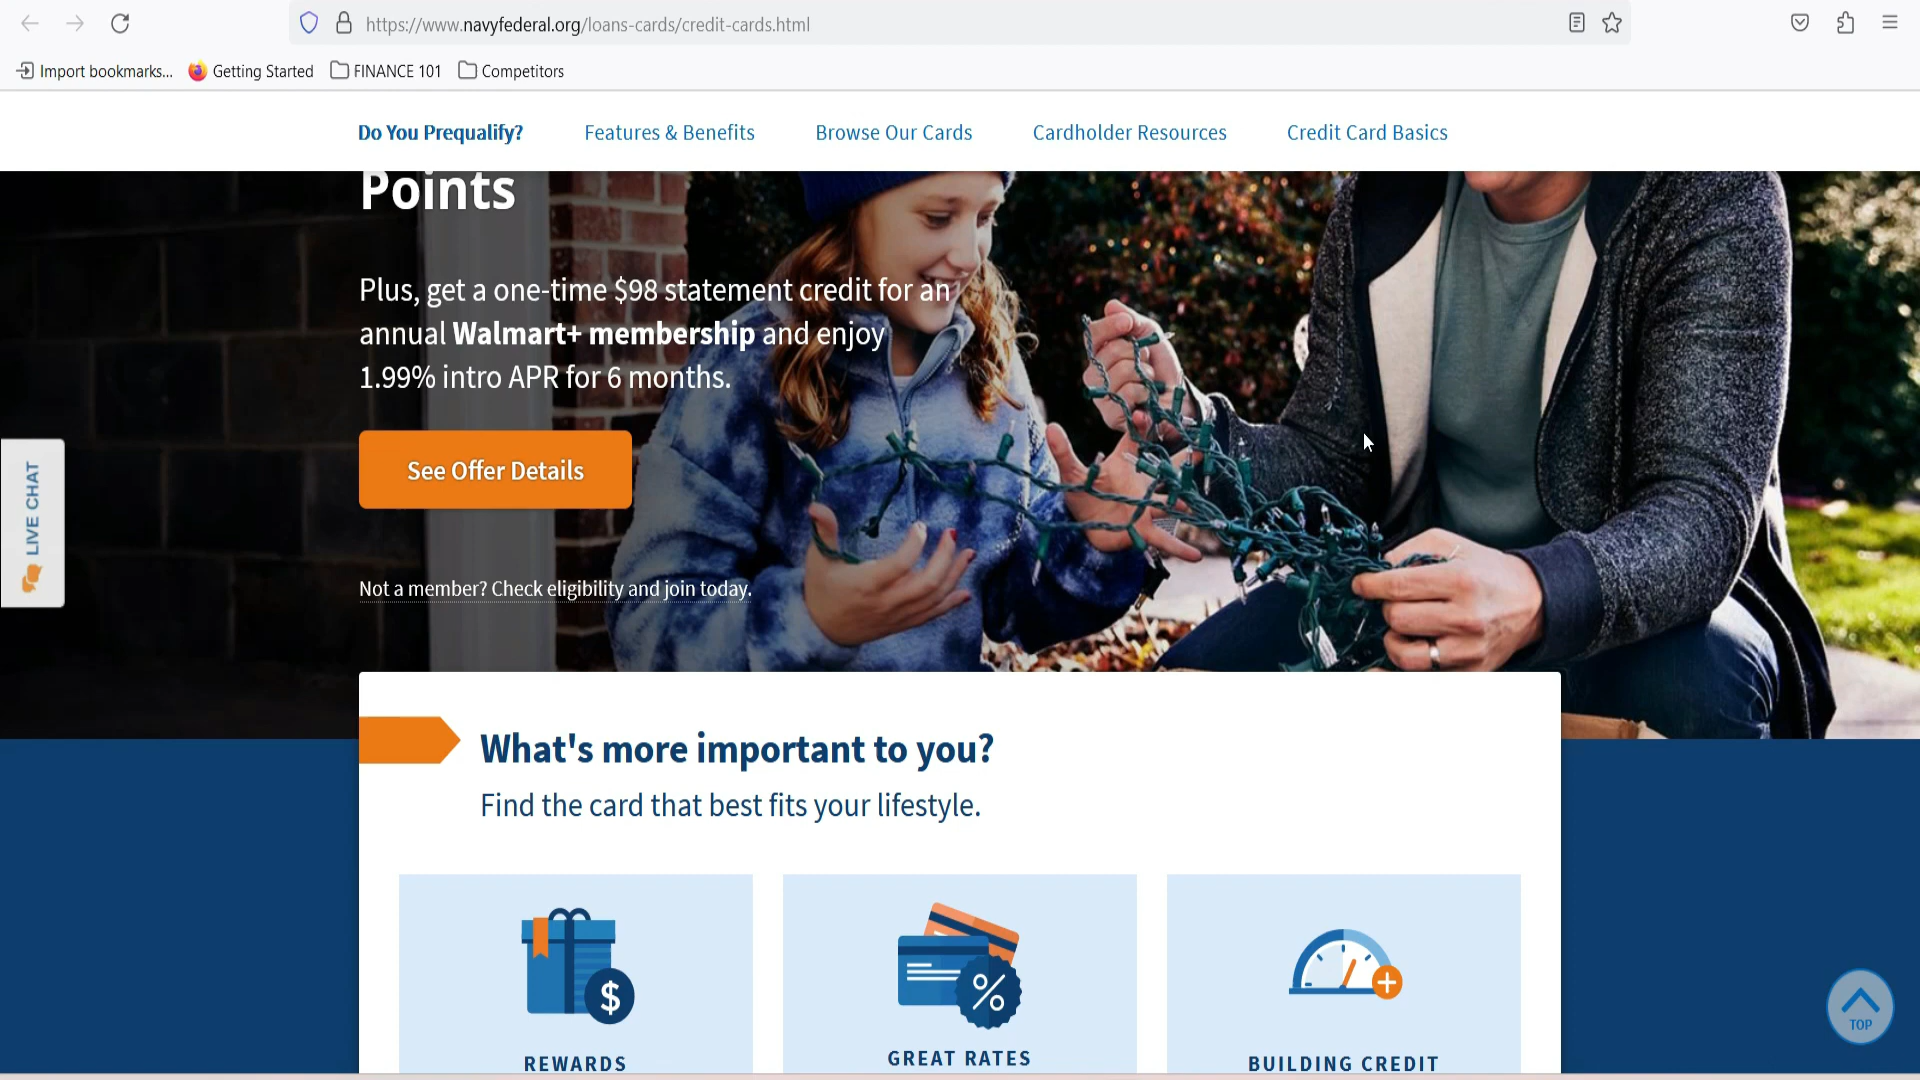 https://www.navyfederal.org/loans-cards/credit-cards.html
Import bookmarks... Getting Started FINANCE 101 Competitors
Do You Prequalify? Features & Benefits Browse Our Cards Cardholder Resources Credit Card Basics
Points
Plus, get a one-time $98 statement credit for an
annual Walmart+ membership and enjoy
1.99% intro APR for 6 months.
See Offer Details
LIVE CHAT
Not a member? Check eligibility and join today.
What's more important to you?
Find the card that best fits your lifestyle.
$
%
REWARDS
GREAT RATES
BUILDING CREDIT
TOP